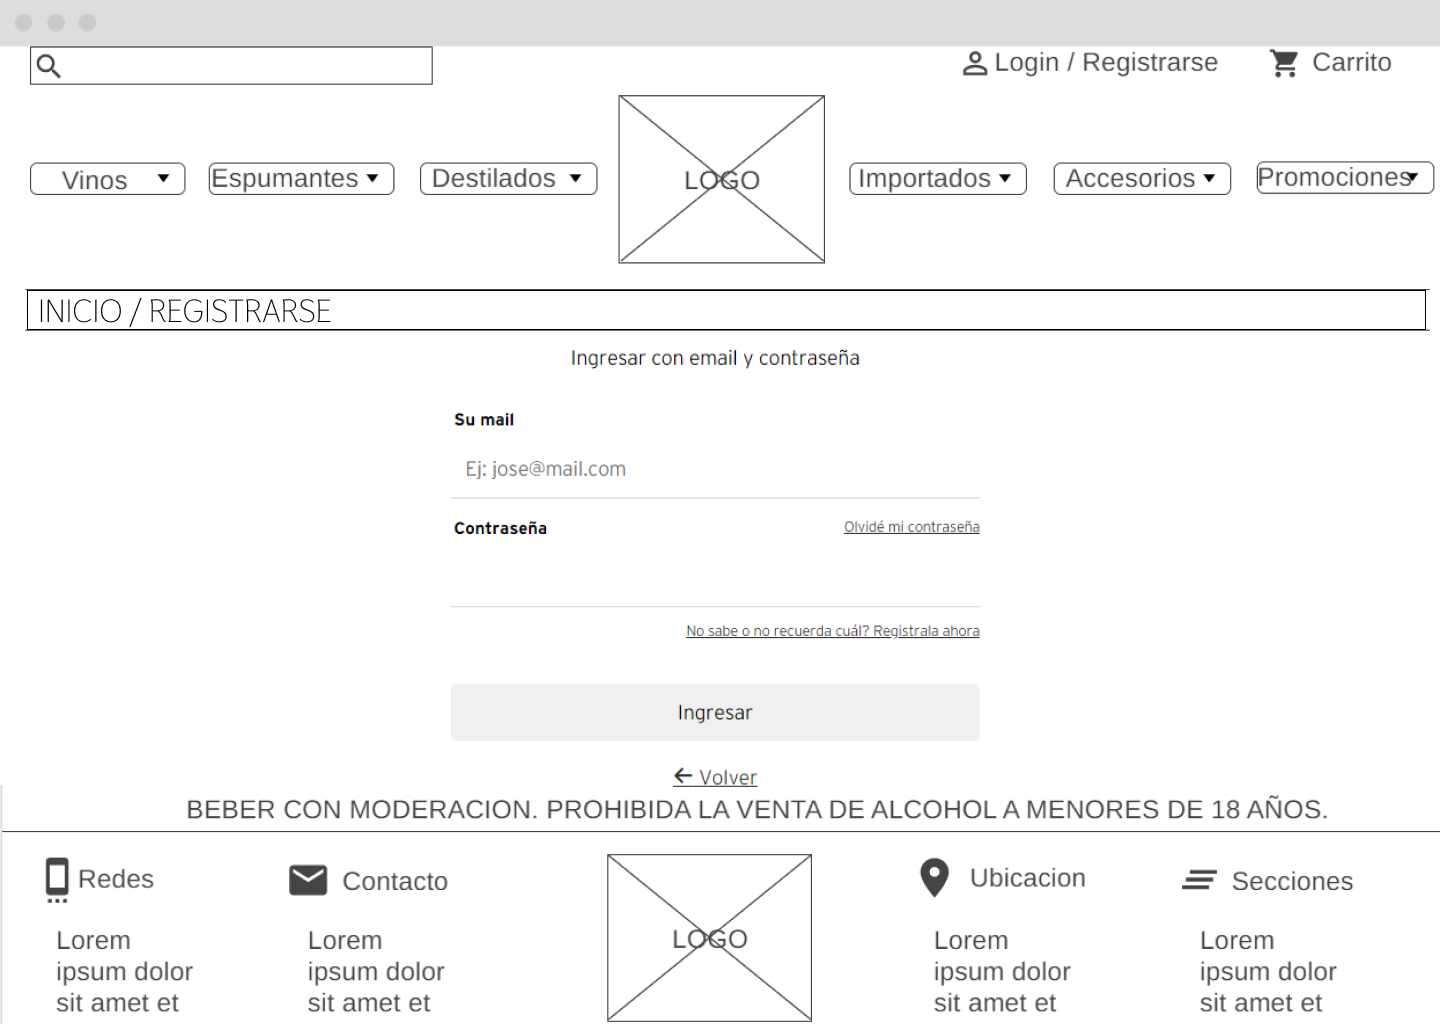 Login / Registrarse
Carrito
Vinos
Espumantes
Destilados
LOGO
Importados
Accesorios
Promociones
INICIO / REGISTRARSE
Ingresar con email y contraseña
Su mail
Ej: jose@mail.com
Contraseña
Olvidé mi contraseña
No sabe o no recuerda cuál? Registrala ahora
Ingresar
Volver
BEBER CON MODERACION. PROHIBIDA LA VENTA DE ALCOHOL A MENORES DE 18 AÑOS.
Redes
Lorem
ipsum dolor
sit amet et
Contacto
Lorem
ipsum dolor
sit amet et
LOGO
Ubicacion
Lorem
ipsum dolor
sit amet et
Secciones
Lorem
ipsum dolor
sit amet et